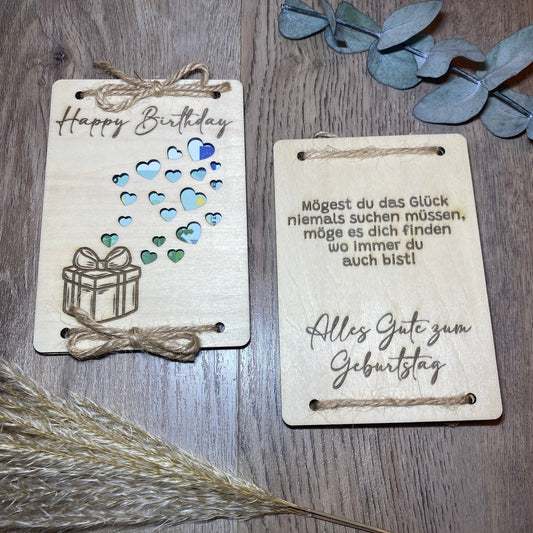 Happy Birthday
Mögest du das Glück
niemals suchen müssen,
möge es dich finden
wo immer du
auch bist!
Alles Gute zum
Geburtstag